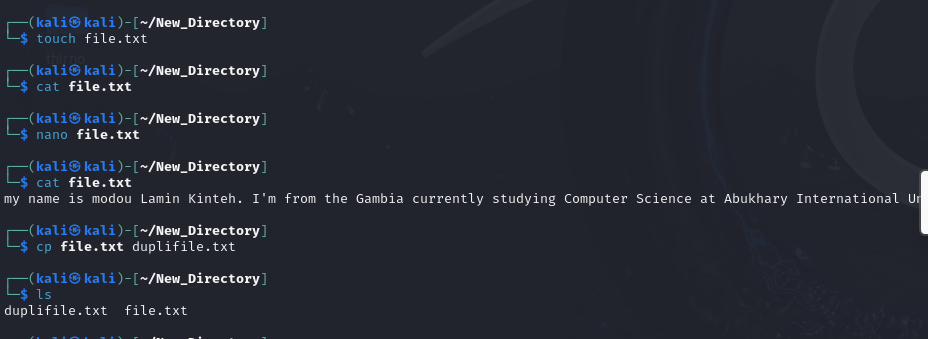 ┌──(kali㉿kali)-[~/New_Directory]
└─$ touch file.txt
┌──(kali㉿kali)-[~/New_Directory]
└─$ cat file.txt
┌──(kali㉿kali)-[~/New_Directory]
└─$ nano file.txt
┌──(kali㉿kali)-[~/New_Directory]
└─$ cat file.txt
my name is modou Lamin Kinteh. I'm from the Gambia currently studying Computer Science at Abukhary International
┌──(kali㉿kali)-[~/New_Directory]
└─$ cp file.txt duplifile.txt
┌──(kali㉿kali)-[~/New_Directory]
└─$ ls
duplifile.txt  file.txt